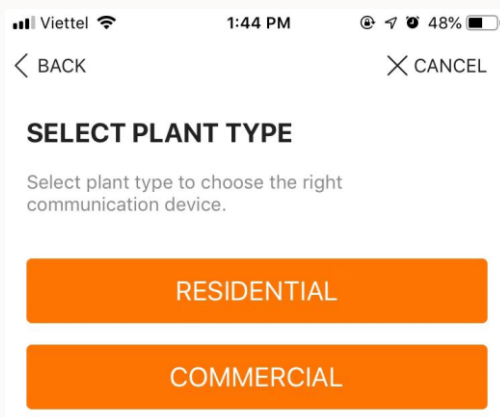 Viettel 1:44 PM 48%
BACK CANCEL
SELECT PLANT TYPE
Select plant type to choose the right
communication device.
RESIDENTIAL
COMMERCIAL